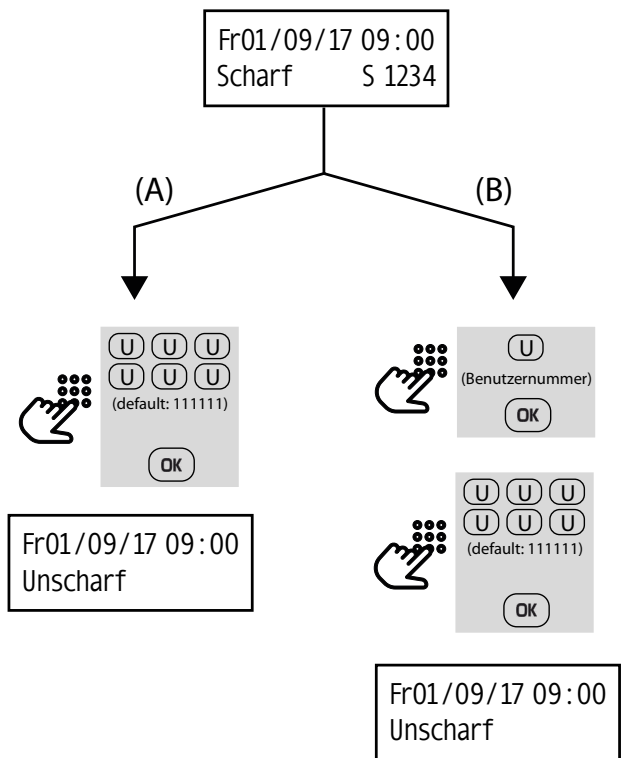 Fr01/09/17 09:00
Scharf S 1234
(A)
(B)
U U U
U U U
(default: 111111)
OK
Fr01/09/17 09:00
Unscharf
U
(Benutzernummer)
OK
U U U
U U U
(default: 111111)
OK
Fr01/09/17 09:00
Unscharf